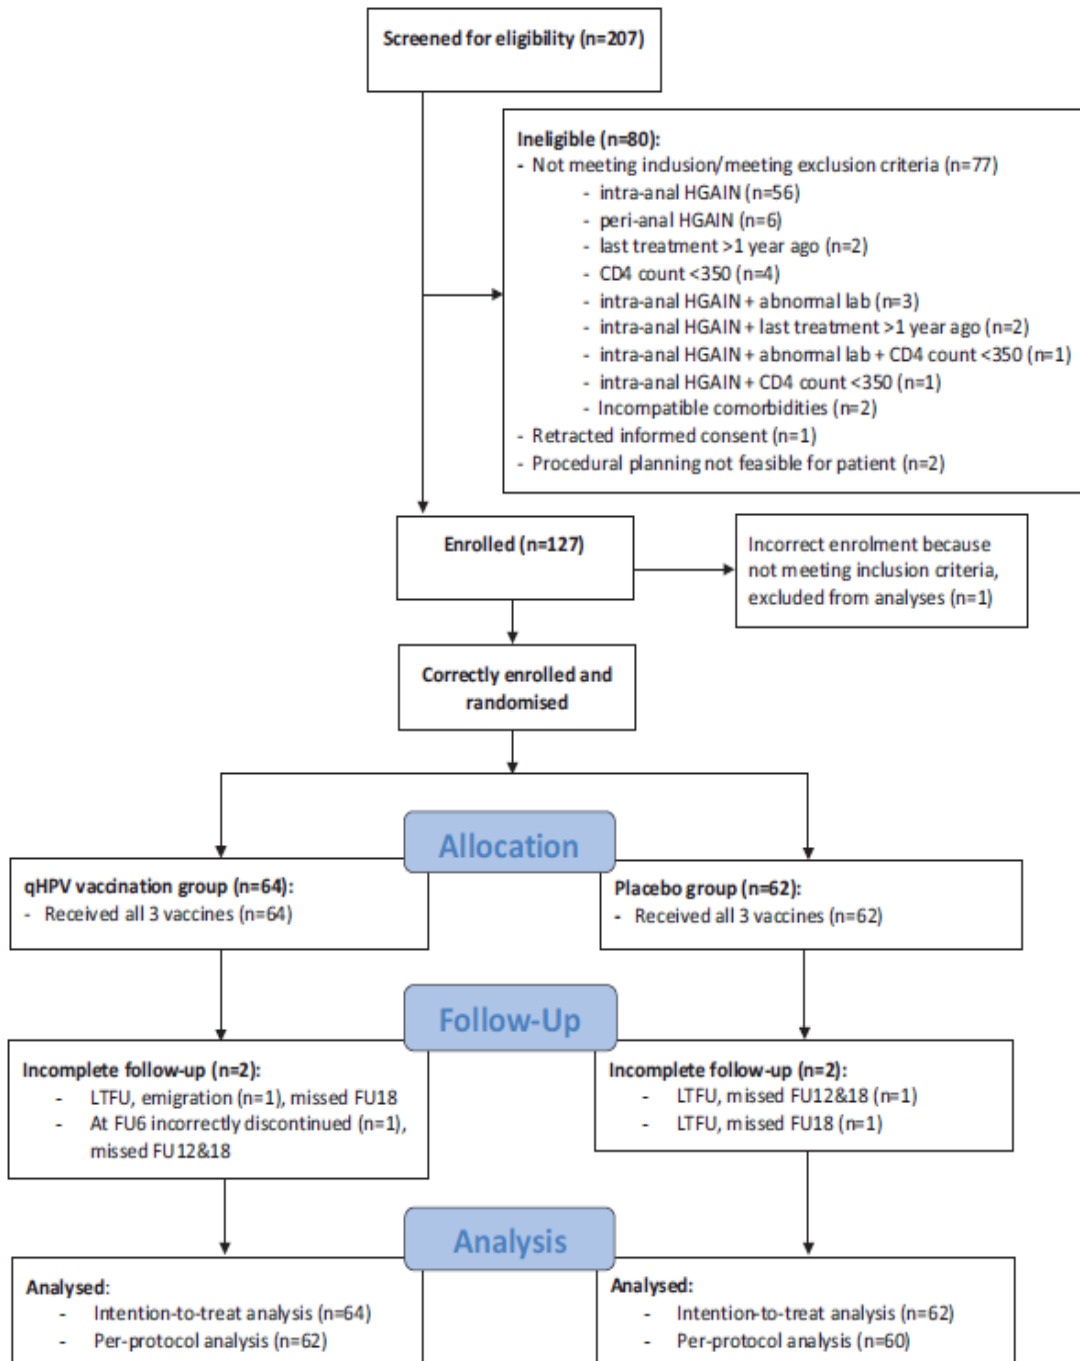 Screened for eligibility (n=207)
Ineligible (n=80):
- Not meeting inclusion/meeting exclusion criteria (n=77)
- intra-anal HGAIN (n=56)
- peri-anal HGAIN (n=6)
- last treatment >1 year ago (n=2)
- CD4 count <350 (n=4)
- intra-anal HGAIN + abnormal lab (n=3)
- intra-anal HGAIN + last treatment >1 year ago (n=2)
- intra-anal HGAIN + abnormal lab + CD4 count <350 (n=1)
- intra-anal HGAIN + CD4 count <350 (n=1)
- Incompatible comorbidities (n=2)
- Retracted informed consent (n=1)
- Procedural planning not feasible for patient (n=2)
Enrolled (n=127)
Incorrect enrolment because
not meeting inclusion criteria,
excluded from analyses (n=1)
Correctly enrolled and
randomised
Allocation
qHPV vaccination group (n=64):
- Received all 3 vaccines (n=64)
Placebo group (n=62):
- Received all 3 vaccines (n=62)
Follow-Up
Incomplete follow-up (n=2):
- LTFU, emigration (n=1), missed FU18
- At FU6 incorrectly discontinued (n=1),
missed FU12&18
Incomplete follow-up (n=2):
- LTFU, missed FU12&18 (n=1)
- LTFU, missed FU18 (n=1)
Analysis
Analysed:
- Intention-to-treat analysis (n=64)
- Per-protocol analysis (n=62)
Analysed:
- Intention-to-treat analysis (n=62)
- Per-protocol analysis (n=60)